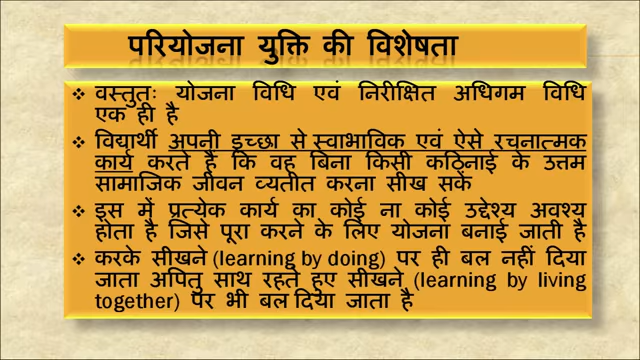 परियोजना युक्ति की विशेषता
❖ वस्तुतः योजना विधि एवं निरीक्षित अधिगम विधि
एक ही है
❖ विद्यार्थी अपनी इच्छा से स्वाभाविक एवं ऐसे रचनात्मक
कार्य करते है कि वह बिना किसी कठिनाई के उत्तम
सामाजिक जीवन व्यतीत करना सीख सकें
❖ इस में प्रत्येक कार्य का कोई ना कोई उद्देश्य अवश्य
होता है जिसे पूरा करने के लिए योजना बनाई जाती है
❖ करके सीखने (learning by doing) पर ही बल नहीं दिया
जाता अपितु साथ रहते हुए सीखने (learning by living
together) पर भी बल दिया जाता है